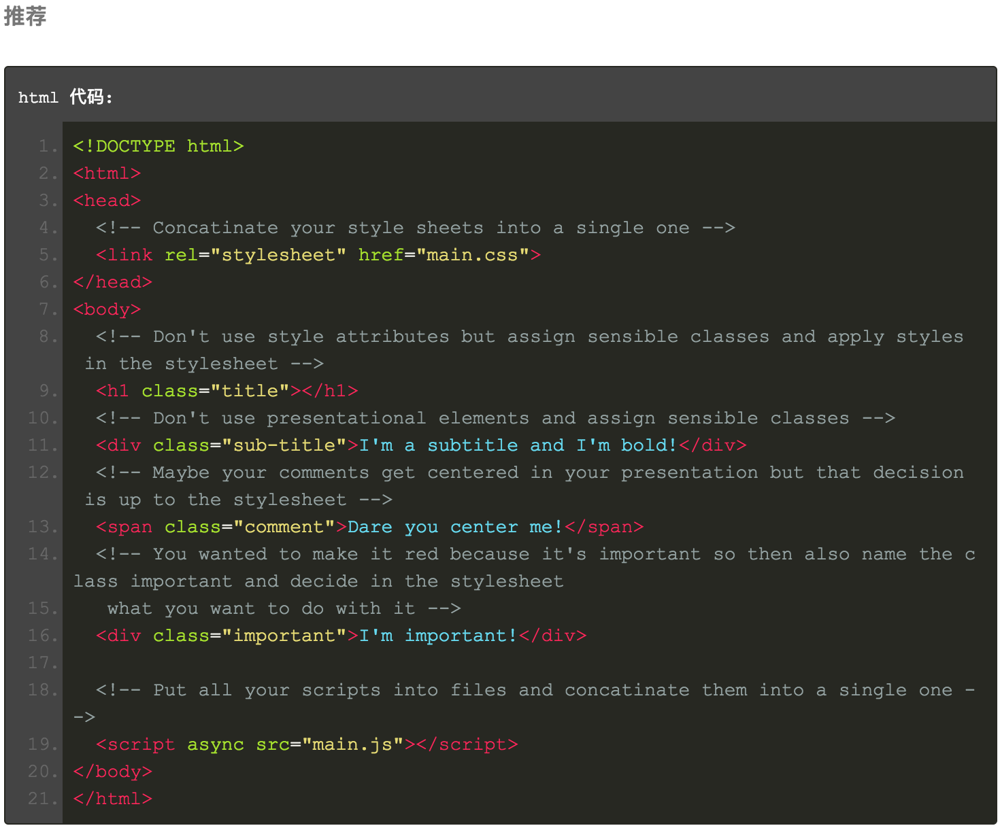 推荐
html 代码:
1. <!DOCTYPE html>
2. <html>
3. <head>
4.   <!-- Concatinate your style sheets into a single one -->
5.   <link rel="stylesheet" href="main.css">
6. </head>
7. <body>
8.   <!-- Don't use style attributes but assign sensible classes and apply styles
 in the stylesheet -->
9.   <h1 class="title"></h1>
10.   <!-- Don't use presentational elements and assign sensible classes -->
11.   <div class="sub-title">I'm a subtitle and I'm bold!</div>
12.   <!-- Maybe your comments get centered in your presentation but that decision
 is up to the stylesheet -->
13.   <span class="comment">Dare you center me!</span>
14.   <!-- You wanted to make it red because it's important so then also name the c
lass important and decide in the stylesheet
15.    what you want to do with it -->
16.   <div class="important">I'm important!</div>
17.
18.   <!-- Put all your scripts into files and concatinate them into a single one -
->
19.   <script async src="main.js"></script>
20. </body>
21. </html>